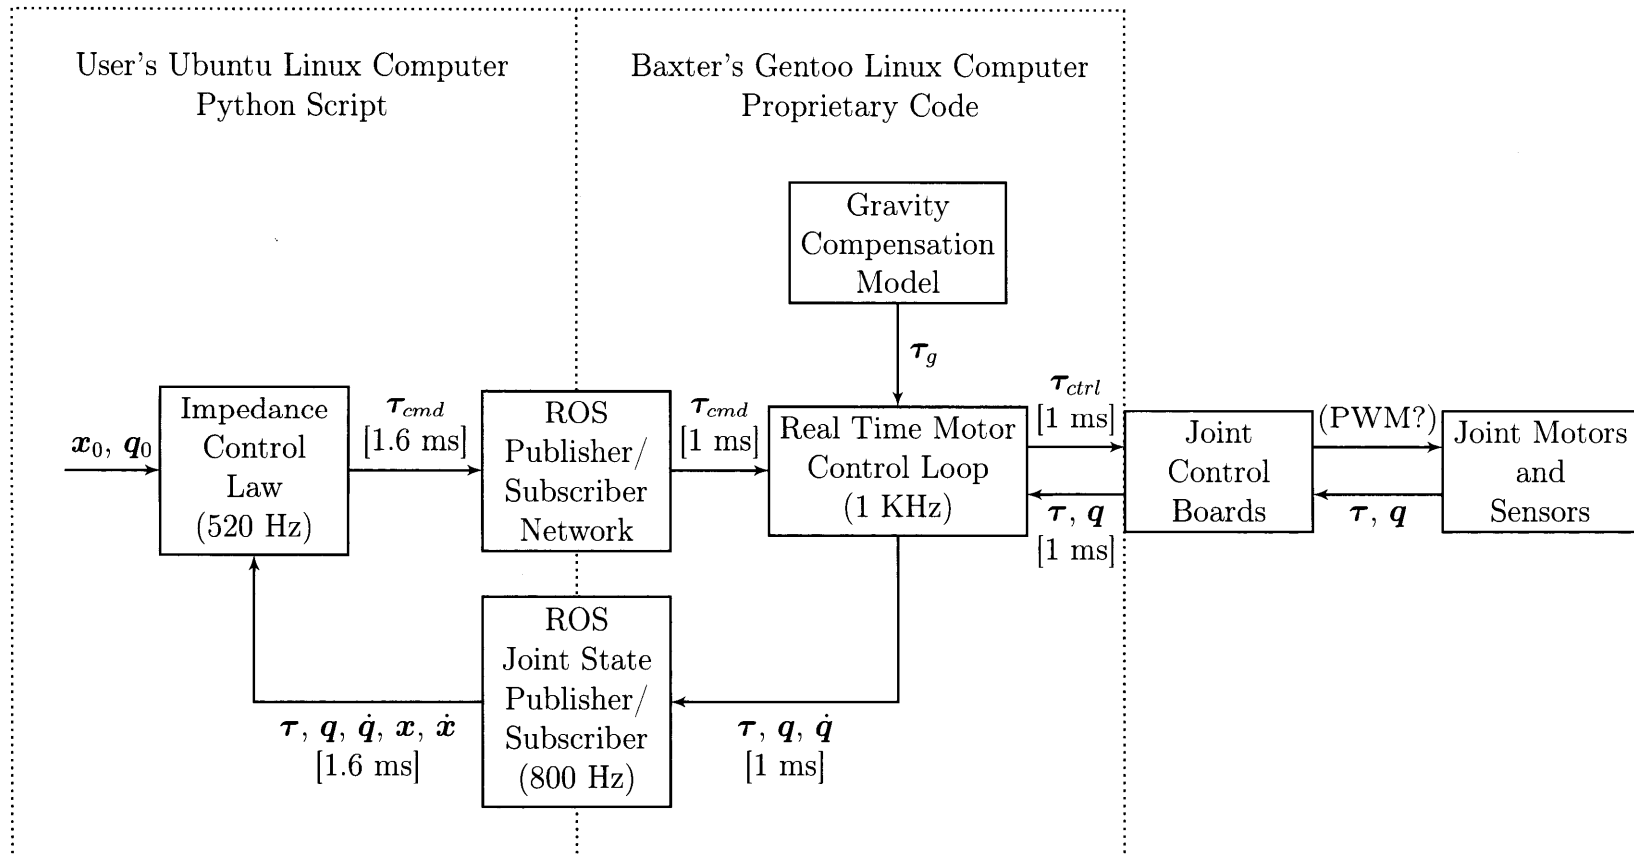 User's Ubuntu Linux Computer
Python Script
Baxter's Gentoo Linux Computer
Proprietary Code
Gravity
Compensation
Model
τ_g
x_0, q_0
Impedance
Control
Law
(520 Hz)
τ_cmd
[1.6 ms]
ROS
Publisher/
Subscriber
Network
τ_cmd
[1 ms]
Real Time Motor
Control Loop
(1 KHz)
τ_ctrl
[1 ms]
τ, q
[1 ms]
Joint
Control
Boards
(PWM?)
τ, q
Joint Motors
and
Sensors
ROS
Joint State
Publisher/
Subscriber
(800 Hz)
τ, q, q̇, x, ẋ
[1.6 ms]
τ, q, q̇
[1 ms]